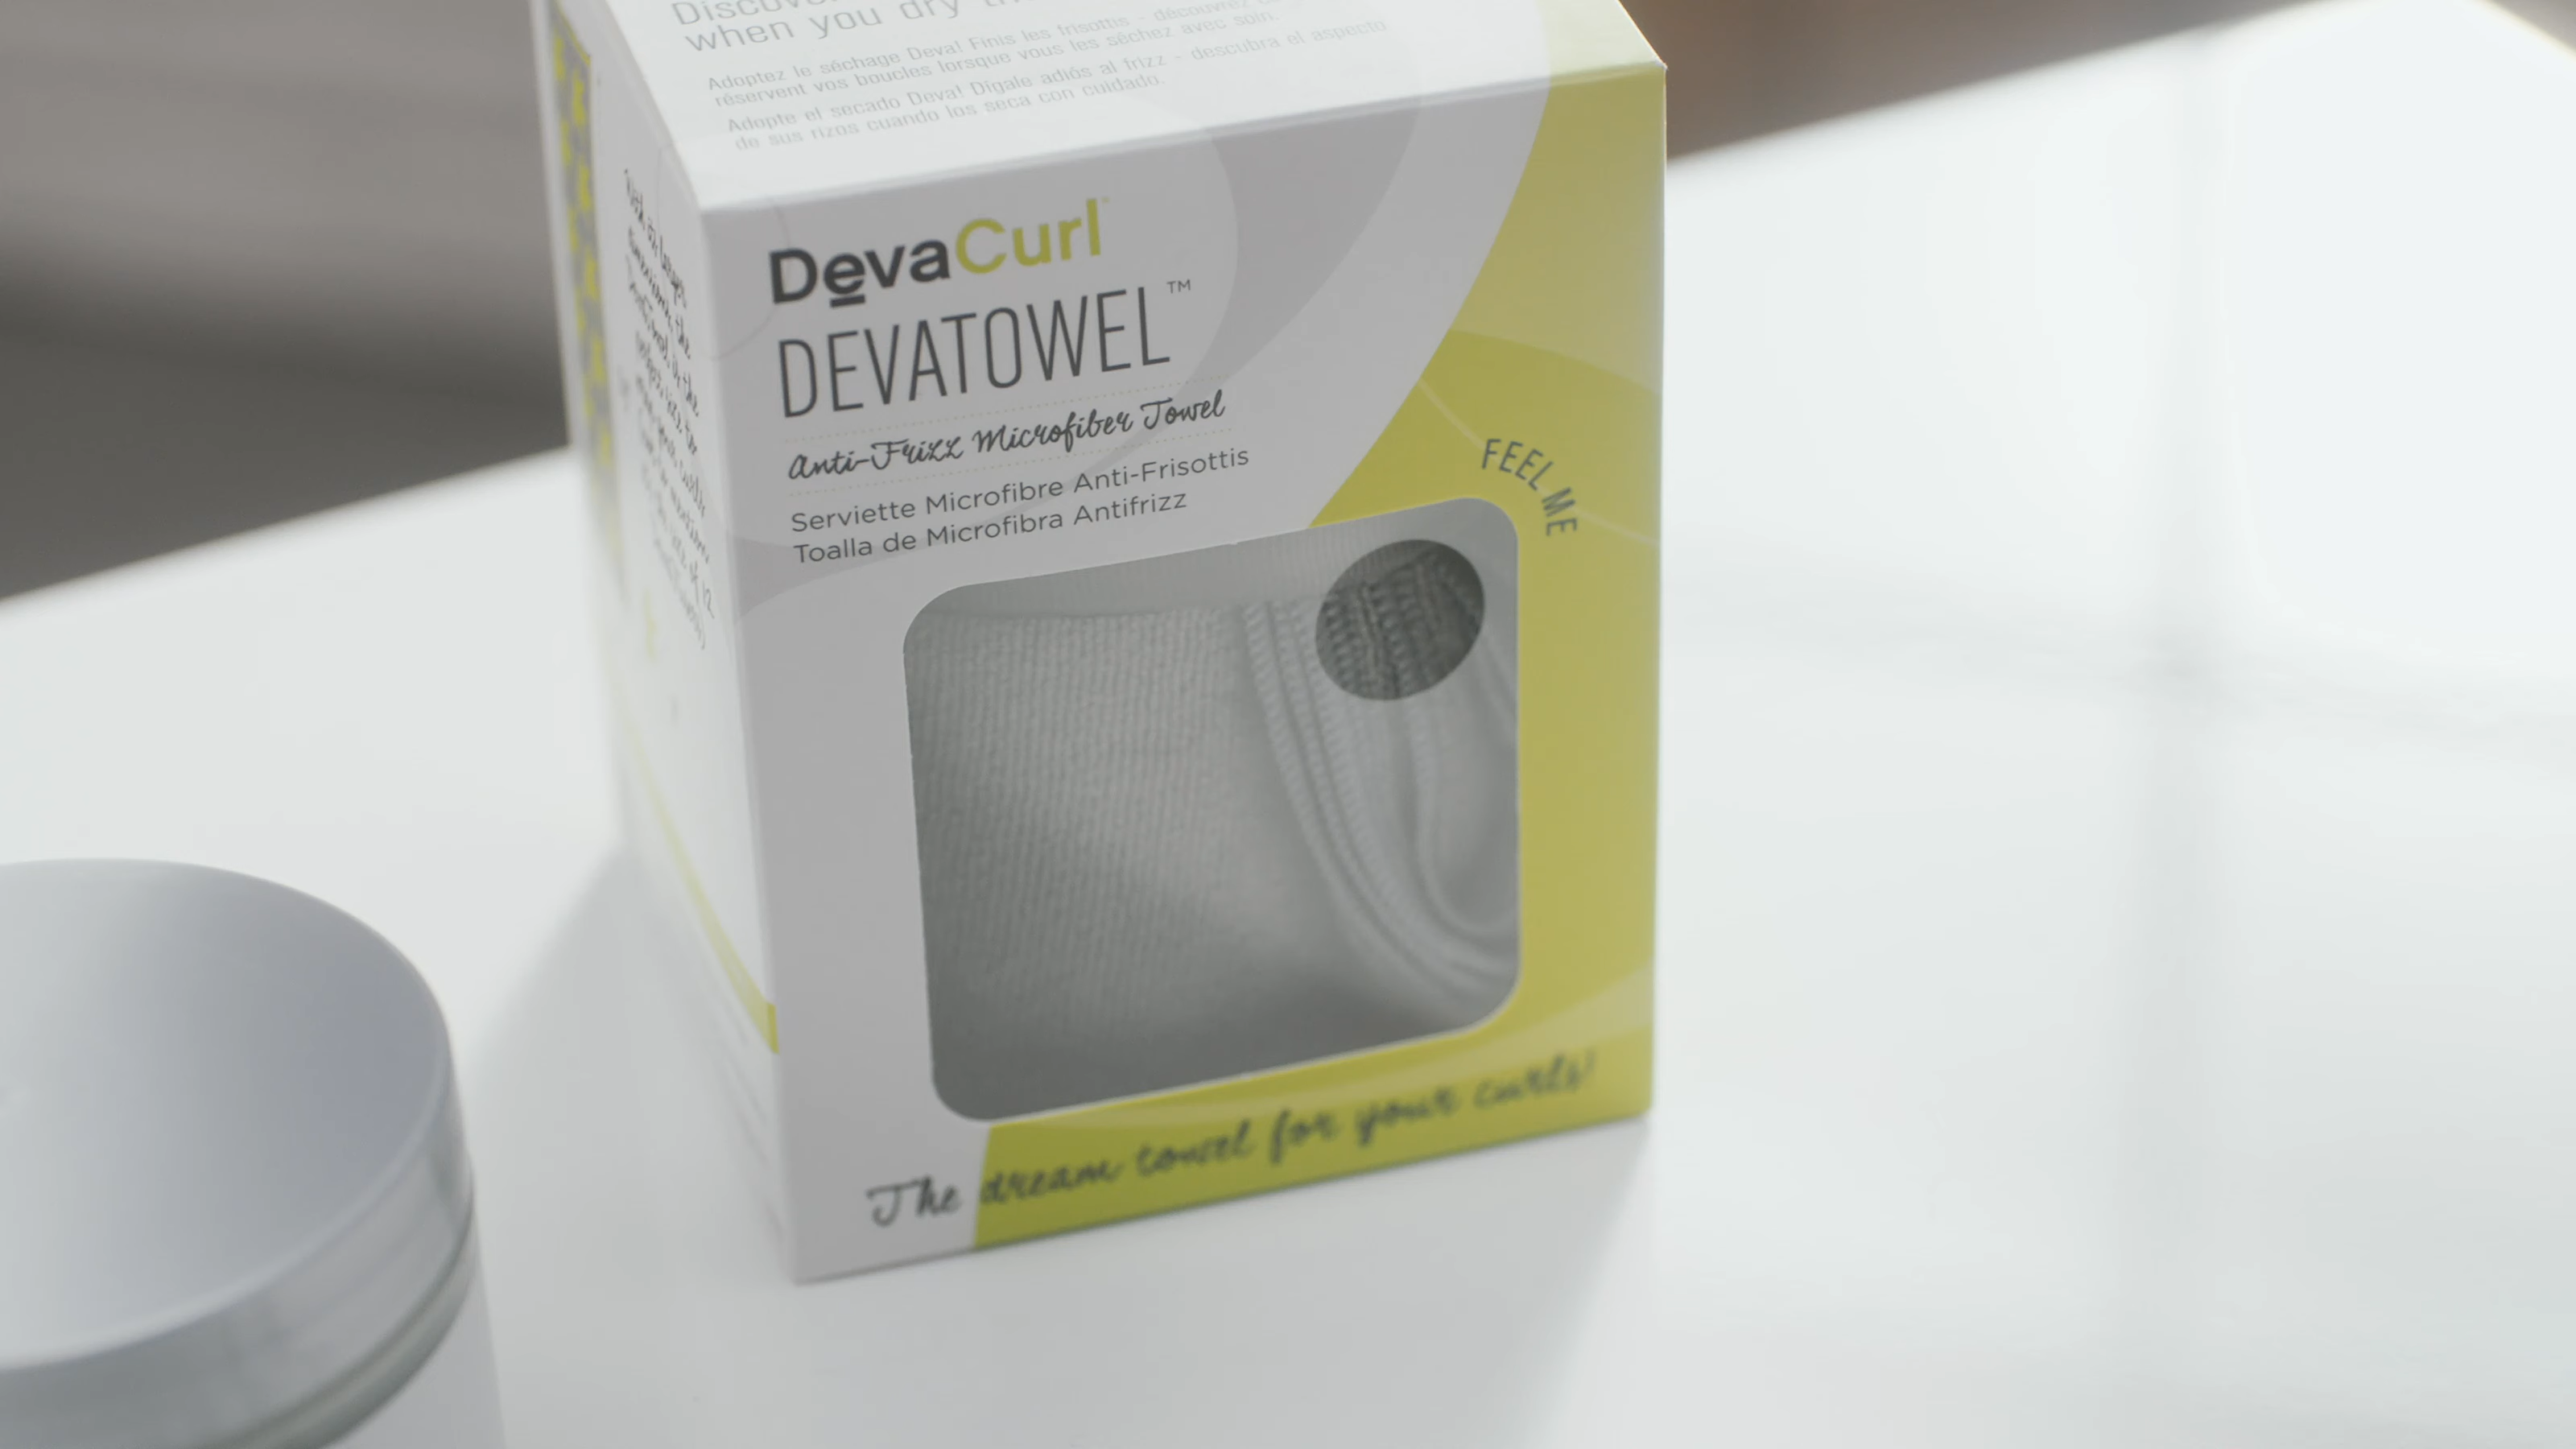 when you dry
Adoptez le séchage Deva! Finis les frisottis - découvrez
réservent vos boucles lorsque vous les séchez avec soin.
Adopte el secado Deva! Dígale adiós al frizz - descubra el aspecto
de sus rizos cuando los seca con cuidado.
DevaCurl
DEVATOWEL™
Anti-Frizz Microfiber Towel
Serviette Microfibre Anti-Frisottis
Toalla de Microfibra Antifrizz
FEEL ME
The dream towel for your curls!